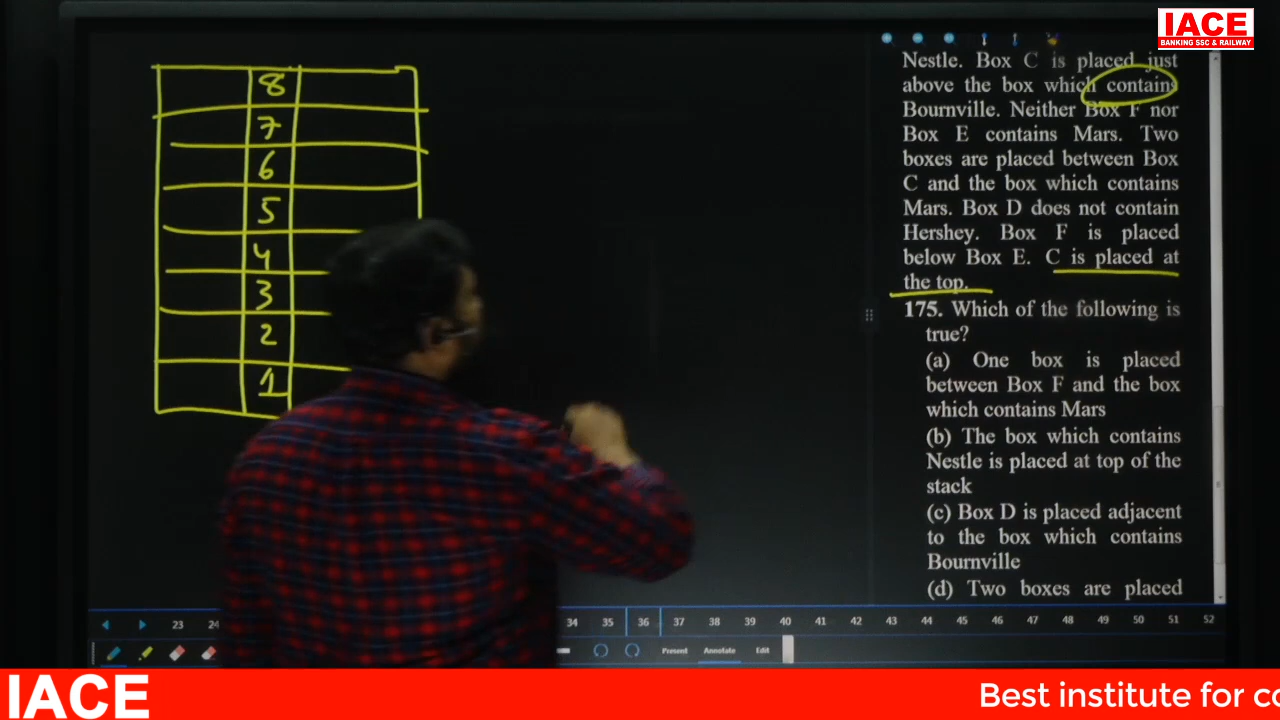 IACE
BANKING SSC & RAILWAY
8
7
6
5
4
3
2
1
Nestle. Box C is placed just
above the box which contains
Bournville. Neither Box F nor
Box E contains Mars. Two
boxes are placed between Box
C and the box which contains
Mars. Box D does not contain
Hershey. Box F is placed
below Box E. C is placed at
the top.
175. Which of the following is
true?
(a) One box is placed
between Box F and the box
which contains Mars
(b) The box which contains
Nestle is placed at top of the
stack
(c) Box D is placed adjacent
to the box which contains
Bournville
(d) Two boxes are placed
23 24 34 35 36 37 38 39 40 41 42 43 44 45 46 47 48 49 50 51 52
Present Annotate Edit
IACE Best institute for